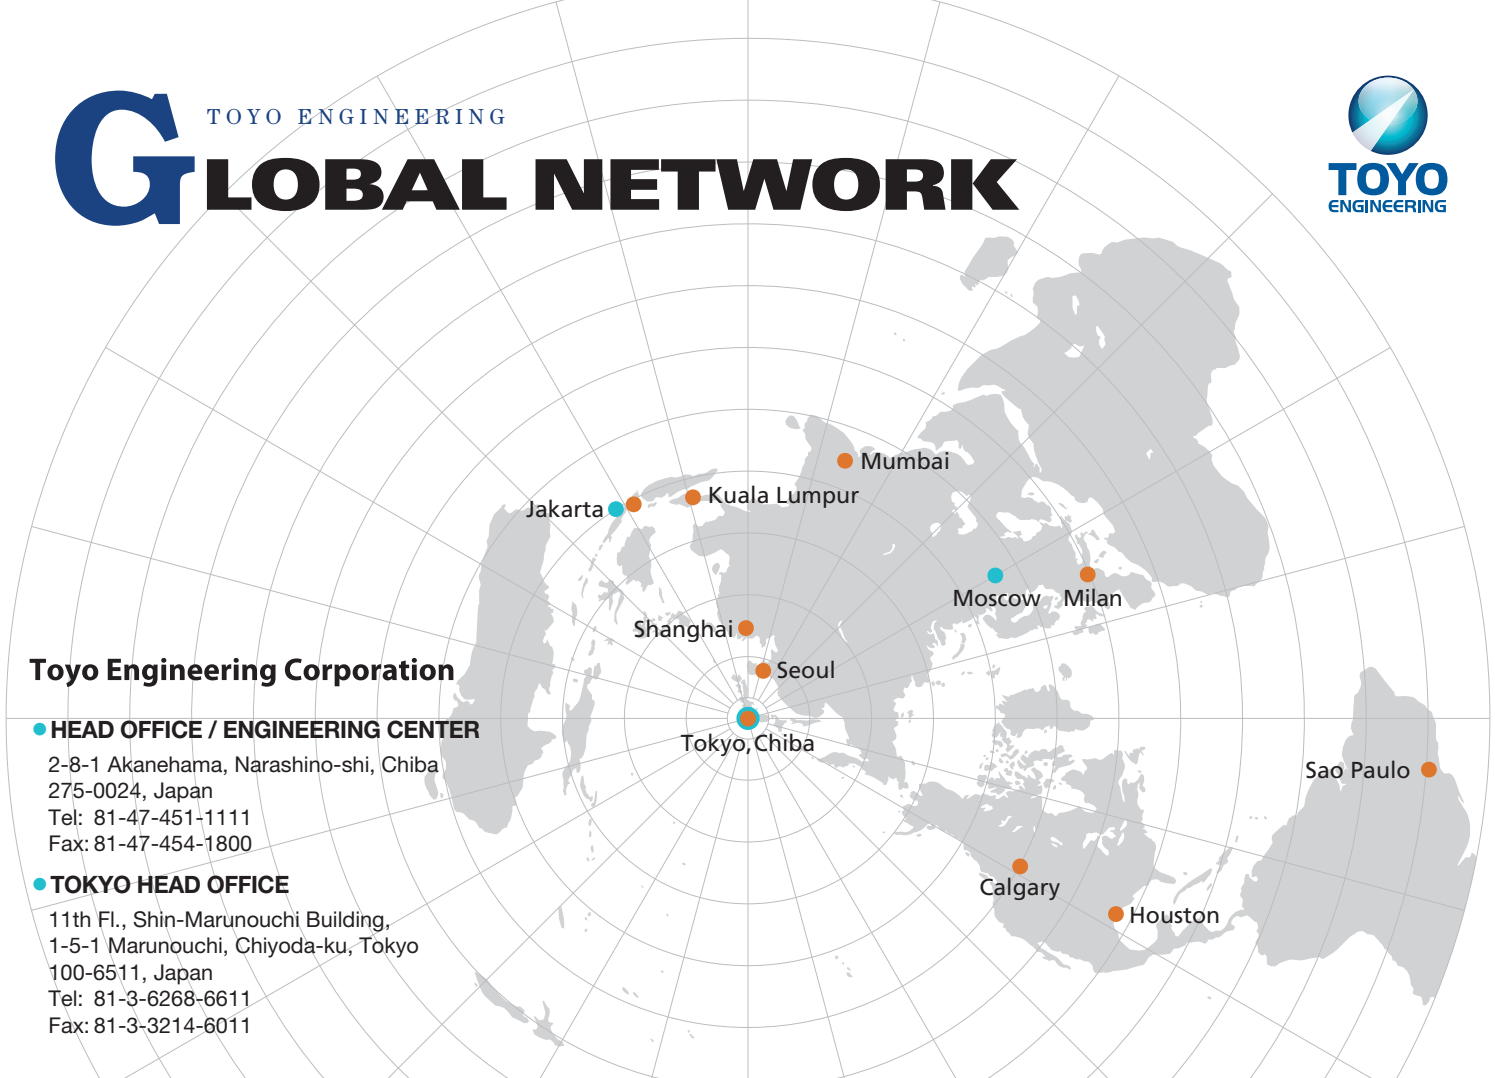 TOYO ENGINEERING
GLOBAL NETWORK
TOYO
ENGINEERING
Mumbai
Kuala Lumpur
Jakarta
Moscow
Milan
Shanghai
Seoul
Tokyo, Chiba
Sao Paulo
Calgary
Houston
Toyo Engineering Corporation
HEAD OFFICE / ENGINEERING CENTER
2-8-1 Akanehama, Narashino-shi, Chiba
275-0024, Japan
Tel: 81-47-451-1111
Fax: 81-47-454-1800
TOKYO HEAD OFFICE
11th Fl., Shin-Marunouchi Building,
1-5-1 Marunouchi, Chiyoda-ku, Tokyo
100-6511, Japan
Tel: 81-3-6268-6611
Fax: 81-3-3214-6011